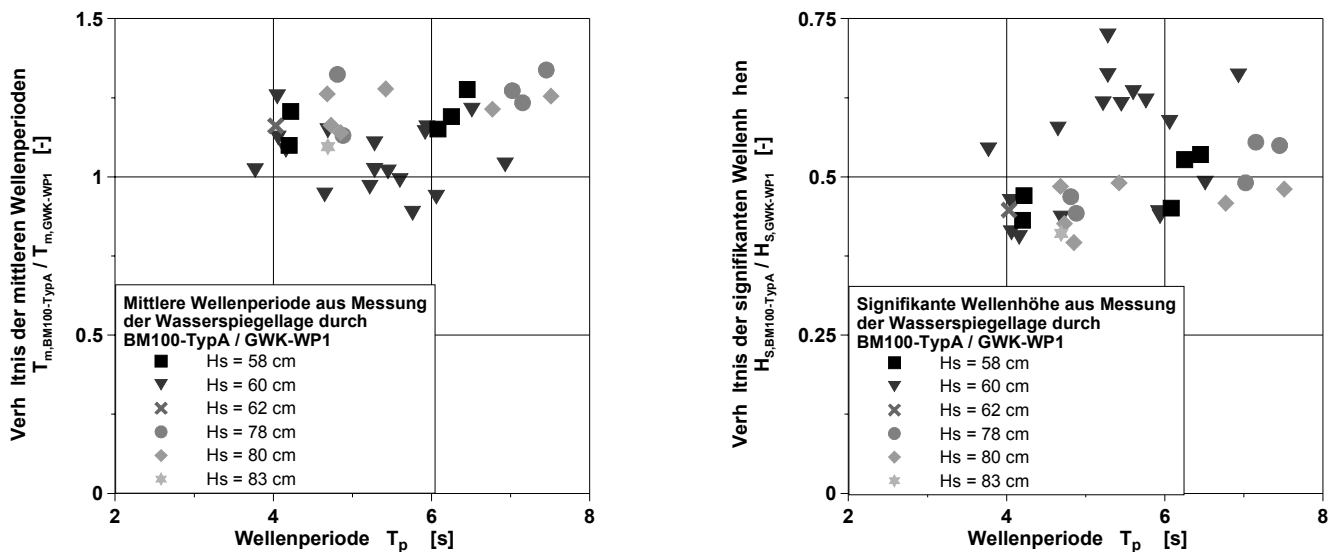 Verh ltnis der mittleren Wellenperioden
T_m,BM100-TypA / T_m,GWK-WP1 [-]
1.5
1
0.5
0
Mittlere Wellenperiode aus Messung
der Wasserspiegellage durch
BM100-TypA / GWK-WP1
Hs = 58 cm
Hs = 60 cm
Hs = 62 cm
Hs = 78 cm
Hs = 80 cm
Hs = 83 cm
2 4 6 8
Wellenperiode T_p [s]
Verh ltnis der signifikanten Wellenh hen
H_S,BM100-TypA / H_S,GWK-WP1 [-]
0.75
0.5
0.25
0
Signifikante Wellenhöhe aus Messung
der Wasserspiegellage durch
BM100-TypA / GWK-WP1
Hs = 58 cm
Hs = 60 cm
Hs = 62 cm
Hs = 78 cm
Hs = 80 cm
Hs = 83 cm
2 4 6 8
Wellenperiode T_p [s]